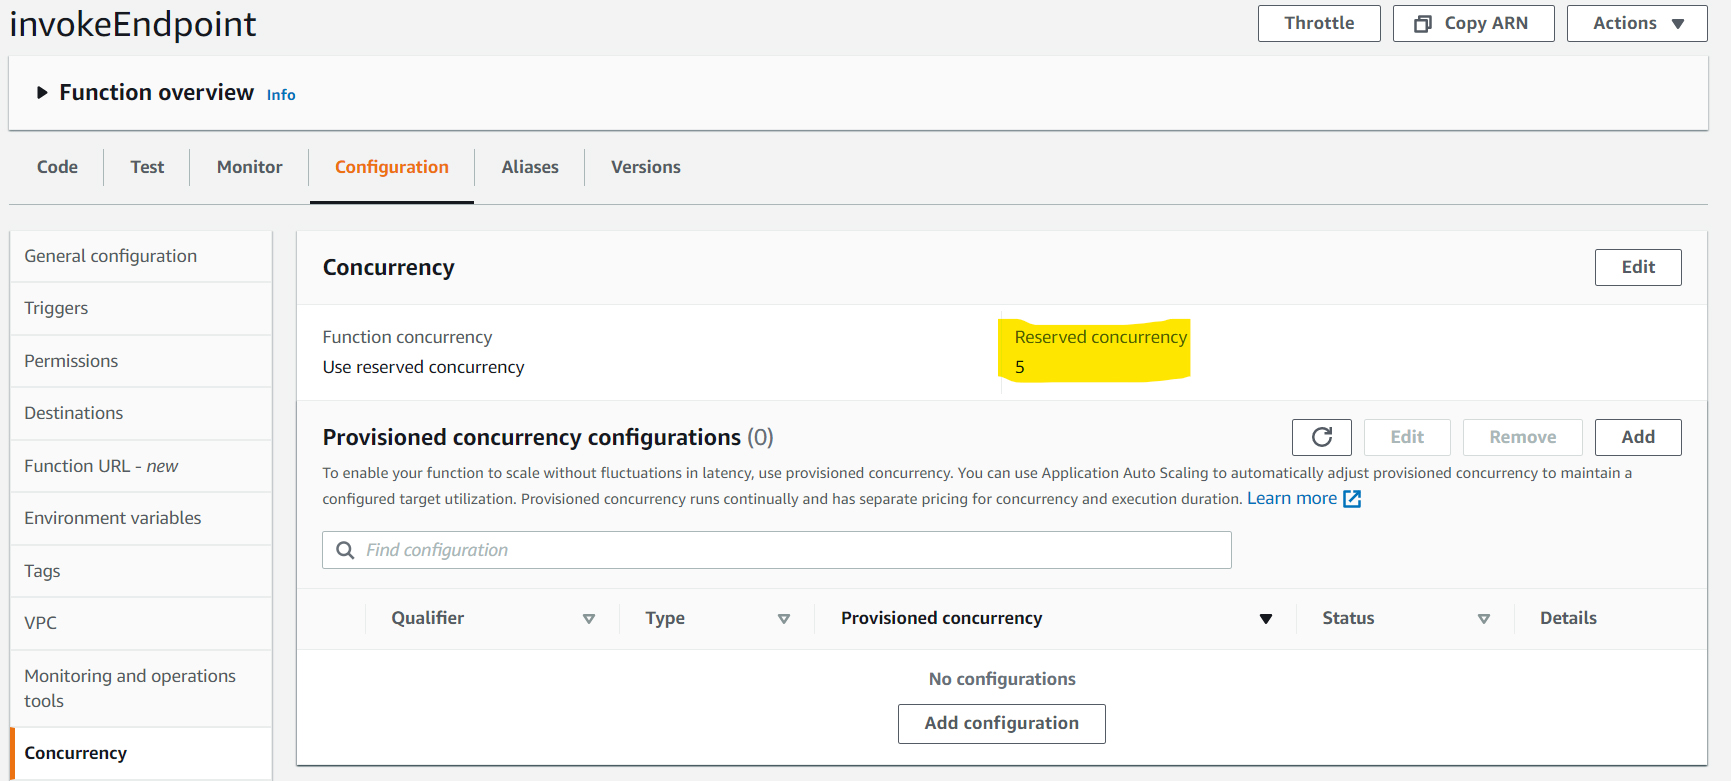 invokeEndpoint
Throttle
Copy ARN
Actions
Function overview Info
Code
Test
Monitor
Configuration
Aliases
Versions
General configuration
Triggers
Permissions
Destinations
Function URL - new
Environment variables
Tags
VPC
Monitoring and operations
tools
Concurrency
Concurrency
Edit
Function concurrency
Use reserved concurrency
Reserved concurrency
5
Provisioned concurrency configurations (0)
Edit
Remove
Add
To enable your function to scale without fluctuations in latency, use provisioned concurrency. You can use Application Auto Scaling to automatically adjust provisioned concurrency to maintain a
configured target utilization. Provisioned concurrency runs continually and has separate pricing for concurrency and execution duration. Learn more
Find configuration
Qualifier
Type
Provisioned concurrency
Status
Details
No configurations
Add configuration